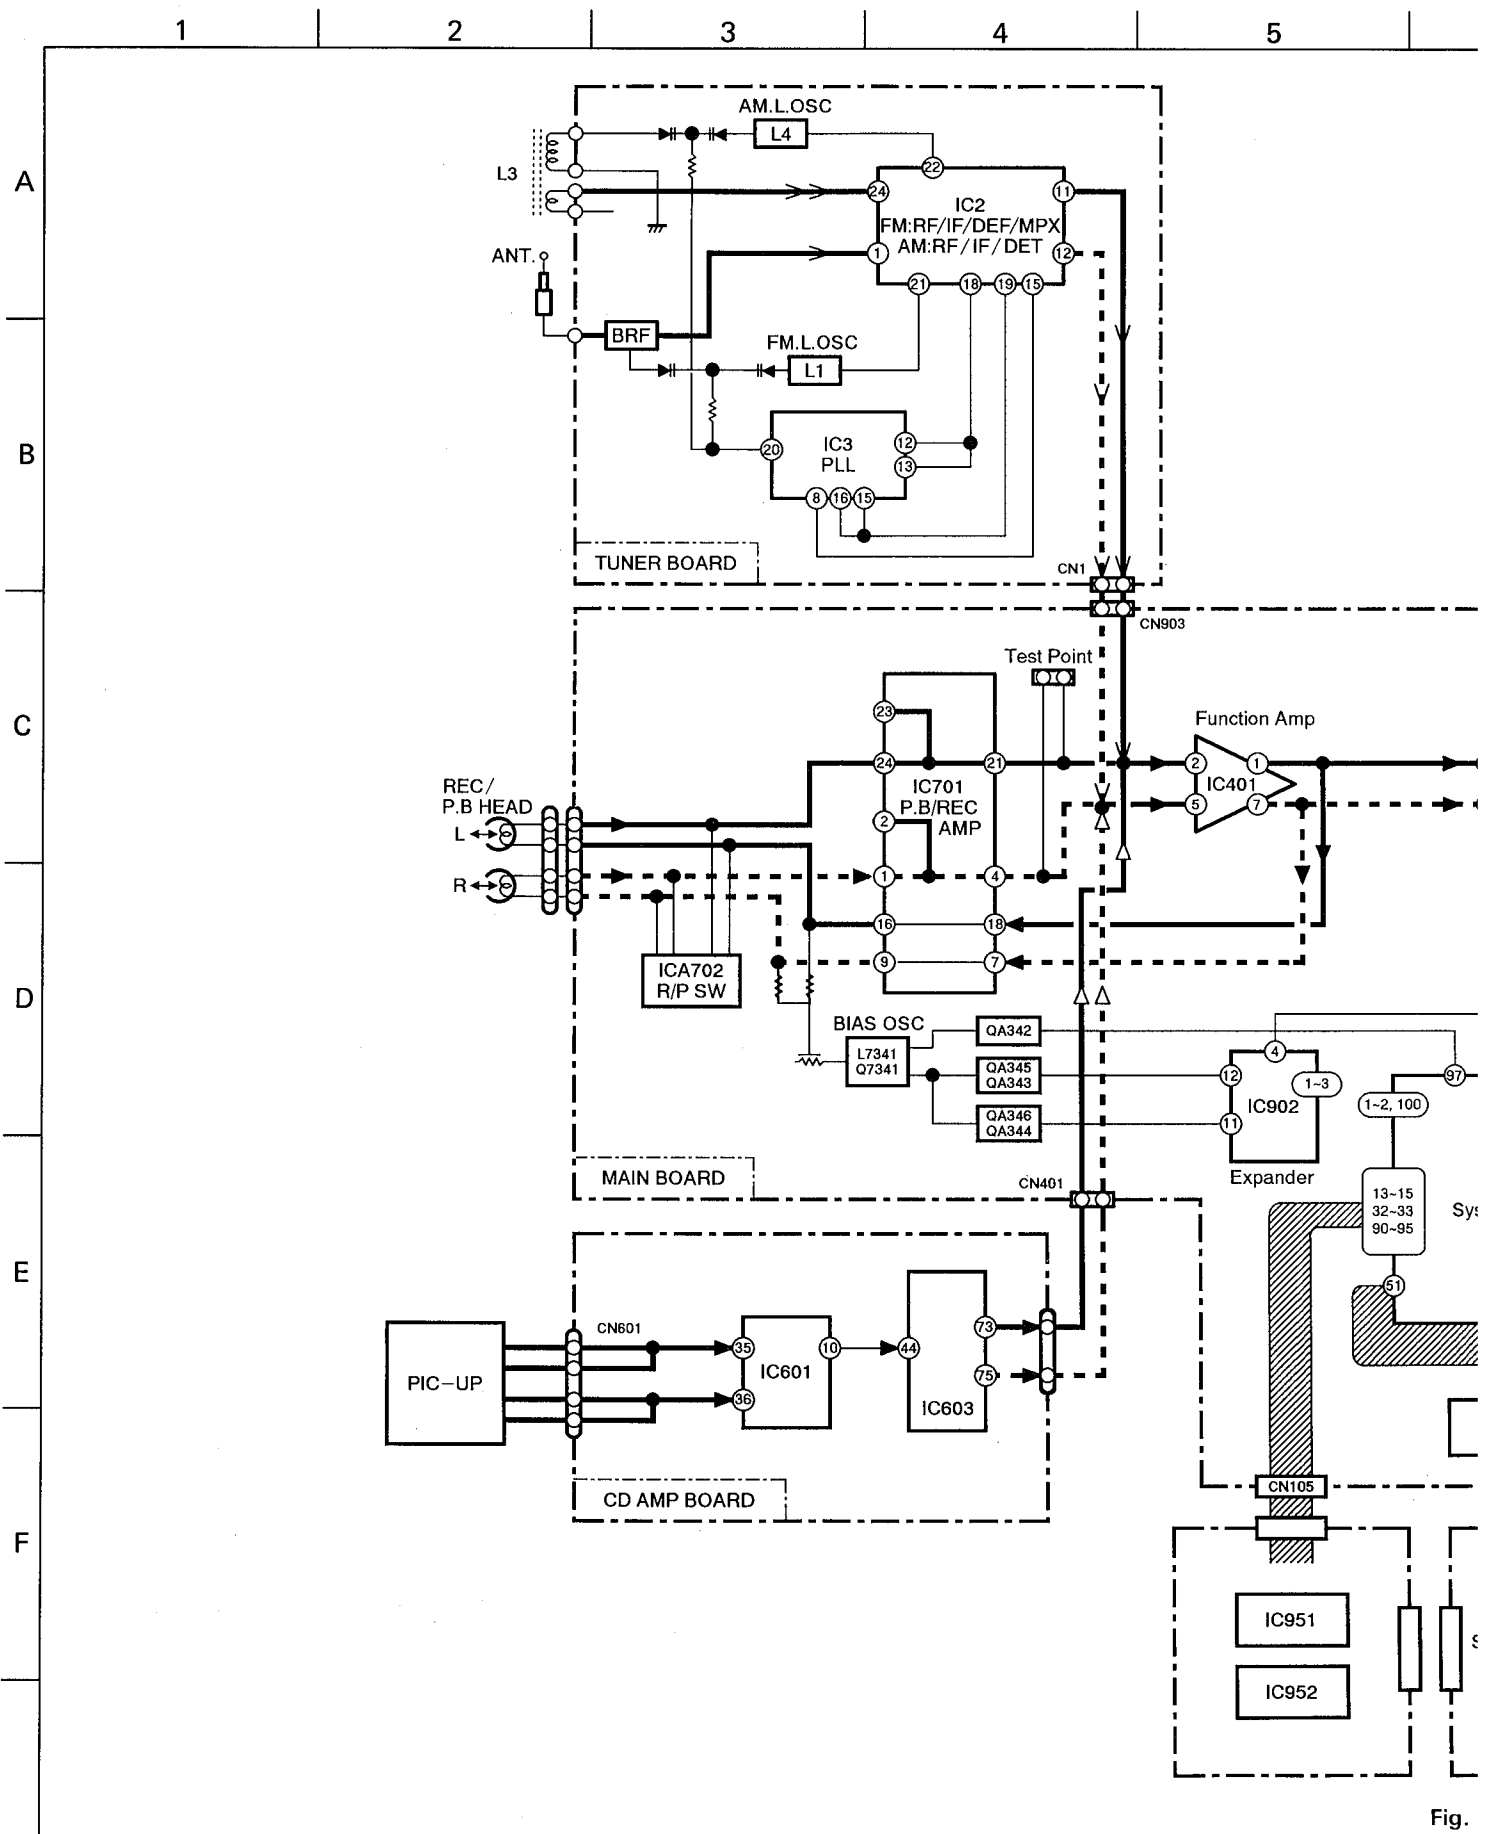 1 2 3 4 5
A
B
C
D
E
F
AM.L.OSC
L4
L3
22
24
IC2
FM:RF/IF/DEF/MPX
AM:RF/IF/DET
11
1
12
21 18 19 15
ANT.
BRF
FM.L.OSC
L1
20
IC3
PLL
12
13
8 16 15
TUNER BOARD
CN1
CN903
Test Point
Function Amp
23
24
21
IC701
P.B/REC
AMP
2
1
4
16
18
9
7
2
1
IC401
5
7
REC/
P.B HEAD
L
R
ICA702
R/P SW
BIAS OSC
L7341
Q7341
QA342
QA345
QA343
QA346
QA344
4
12
1~3
IC902
11
Expander
97
1~2, 100
MAIN BOARD
CN401
13~15
32~33
90~95
51
CN601
PIC-UP
35
10
IC601
36
44
73
75
IC603
CD AMP BOARD
CN105
IC951
IC952
Fig.